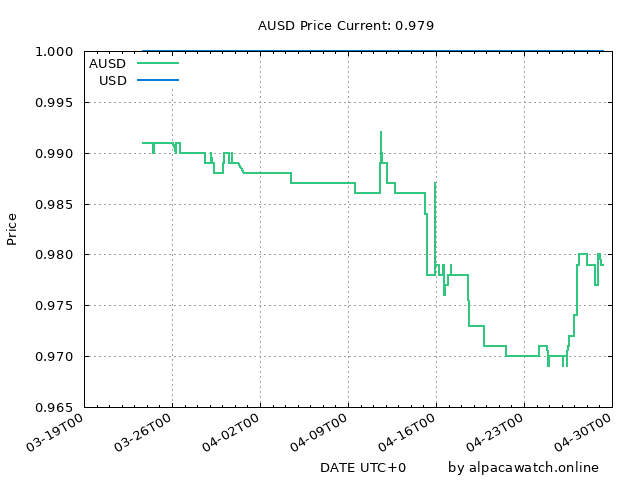 AUSD Price Current: 0.979
1.000
AUSD
USD
0.995
0.990
0.985
0.980
0.975
0.970
0.965
Price
03-19T00
03-26T00
04-02T00
04-09T00
04-16T00
04-23T00
04-30T00
DATE UTC+0
by alpacawatch.online